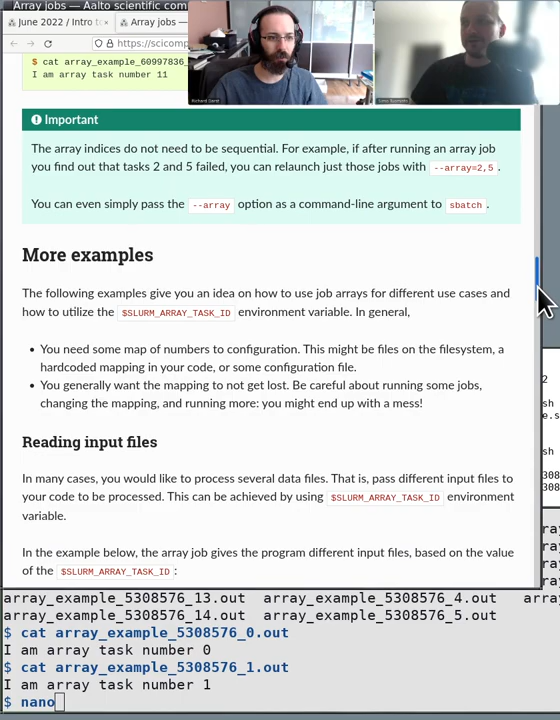 Array jobs — Aalto scientific com
June 2022 / Intro t
Array jobs —
https://scicomp
$ cat array_example_60997836_
I am array task number 11
Important
The array indices do not need to be sequential. For example, if after running an array job
you find out that tasks 2 and 5 failed, you can relaunch just those jobs with --array=2,5.
You can even simply pass the --array option as a command-line argument to sbatch.
More examples
The following examples give you an idea on how to use job arrays for different use cases and
how to utilize the $SLURM_ARRAY_TASK_ID environment variable. In general,
• You need some map of numbers to configuration. This might be files on the filesystem, a
hardcoded mapping in your code, or some configuration file.
• You generally want the mapping to not get lost. Be careful about running some jobs,
changing the mapping, and running more: you might end up with a mess!
Reading input files
In many cases, you would like to process several data files. That is, pass different input files to
your code to be processed. This can be achieved by using $SLURM_ARRAY_TASK_ID environment
variable.
In the example below, the array job gives the program different input files, based on the value
of the $SLURM_ARRAY_TASK_ID:
2
sh
e.s
sh
308
308
ray
array_example_5308576_13.out array_example_4.out array
array_example_5308576_14.out array_example_5308576_5.out
$ cat array_example_5308576_0.out
I am array task number 0
$ cat array_example_5308576_1.out
I am array task number 1
$ nano